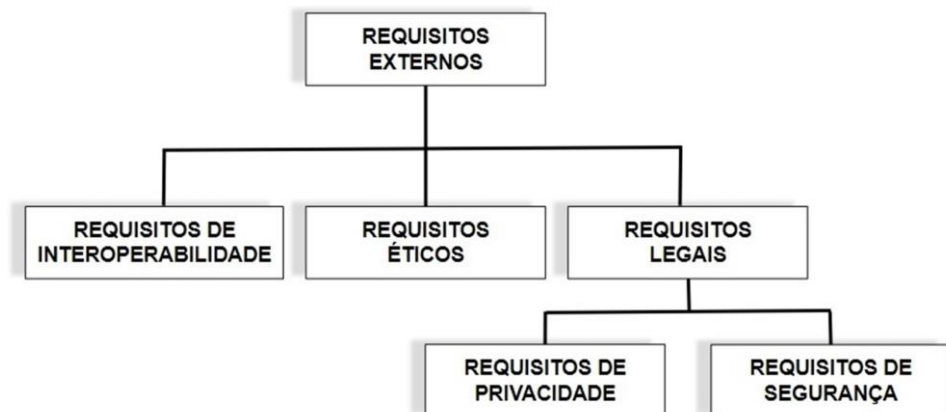 REQUISITOS
EXTERNOS
REQUISITOS DE
INTEROPERABILIDADE
REQUISITOS
ÉTICOS
REQUISITOS
LEGAIS
REQUISITOS DE
PRIVACIDADE
REQUISITOS DE
SEGURANÇA